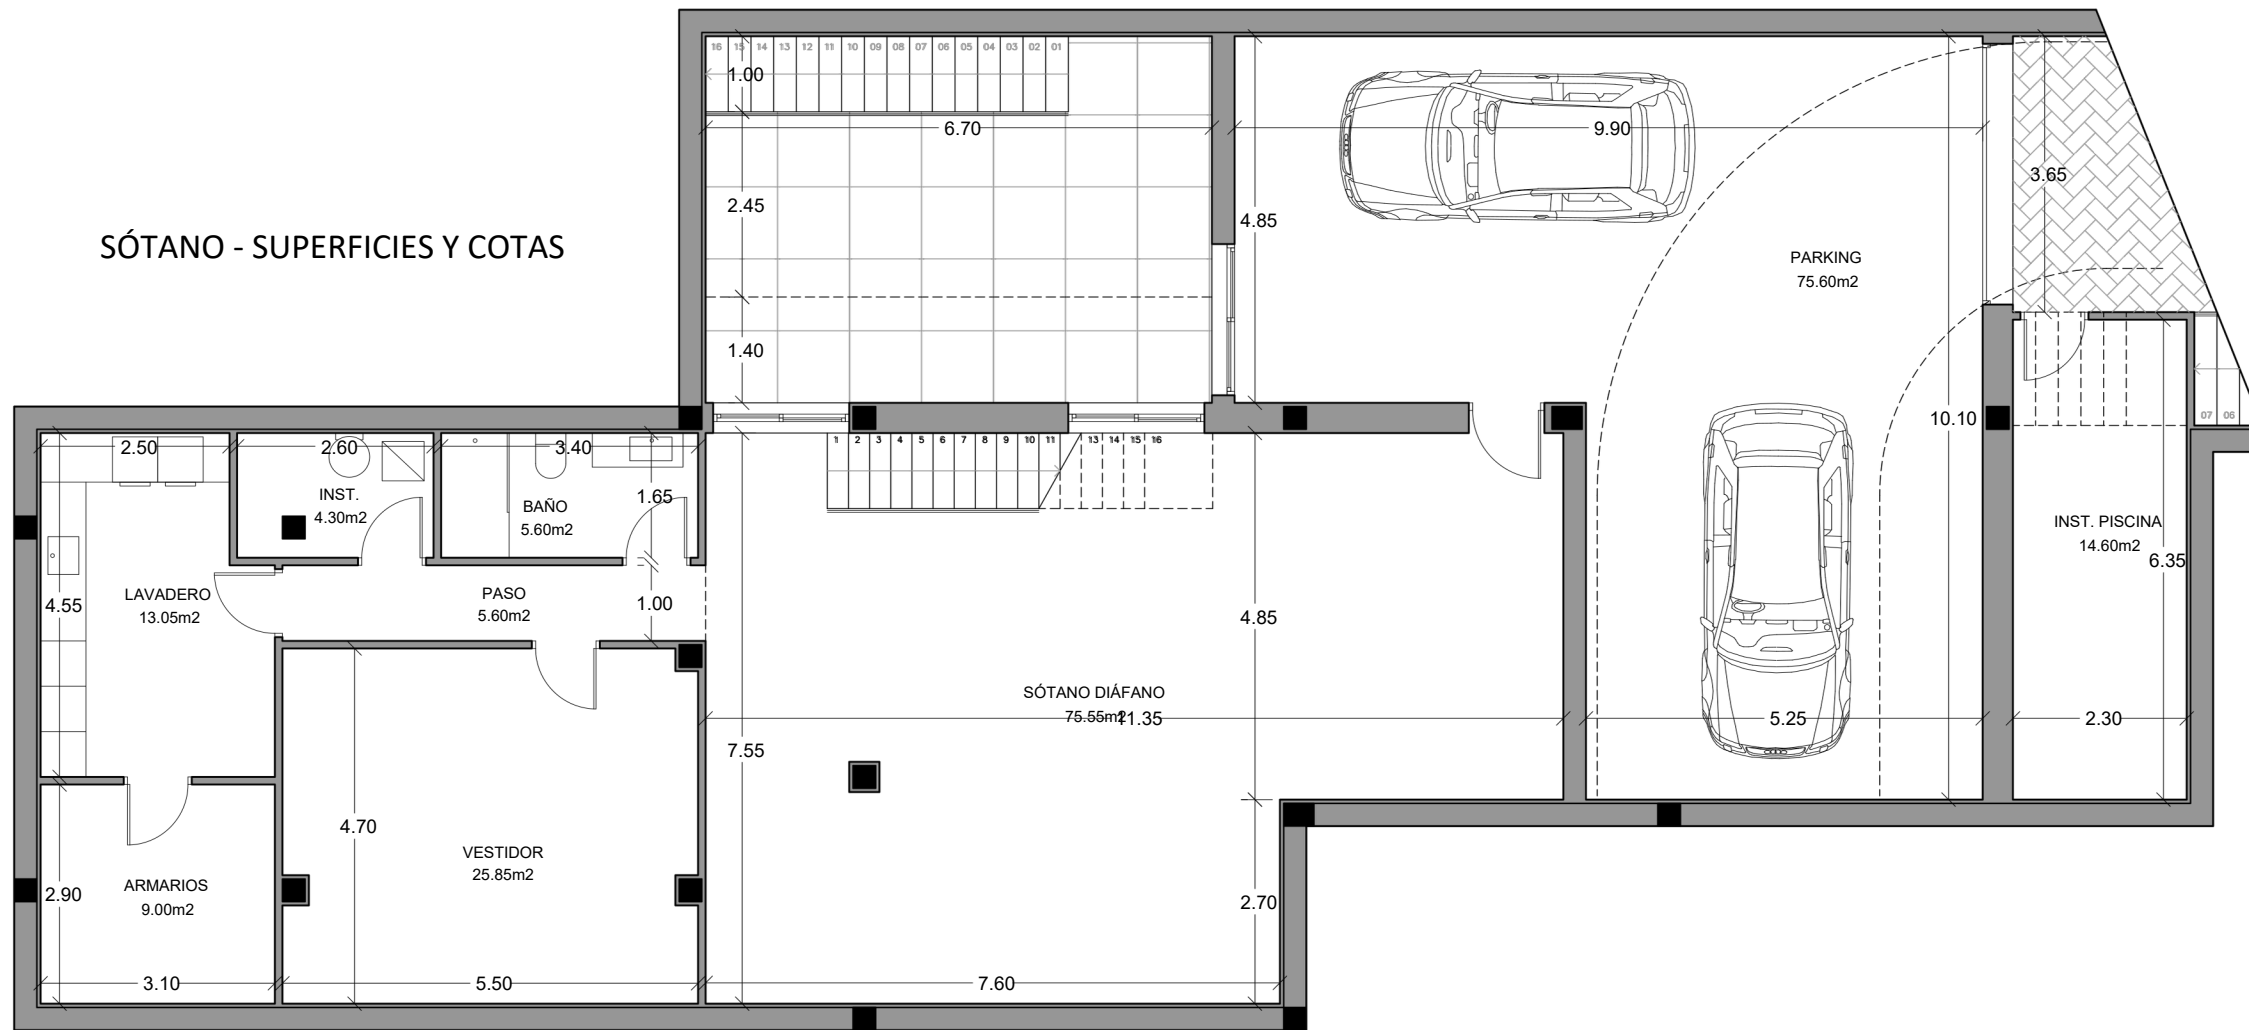 16 15 14 13 12 11 10 09 08 07 06 05 04 03 02 01
1.00
6.70
9.90
3.65
2.45
4.85
SÓTANO - SUPERFICIES Y COTAS
PARKING
75.60m2
1.40
10.10
07 06
2.50
2.60
3.40
1 2 3 4 5 6 7 8 9 10 11 13 14 15 16
INST.
4.30m2
1.65
BAÑO
5.60m2
INST. PISCINA
14.60m2
6.35
LAVADERO
13.05m2
4.55
PASO
5.60m2
1.00
4.85
SÓTANO DIÁFANO
75.55m2
11.35
5.25
2.30
7.55
4.70
VESTIDOR
25.85m2
ARMARIOS
9.00m2
2.90
2.70
3.10
5.50
7.60